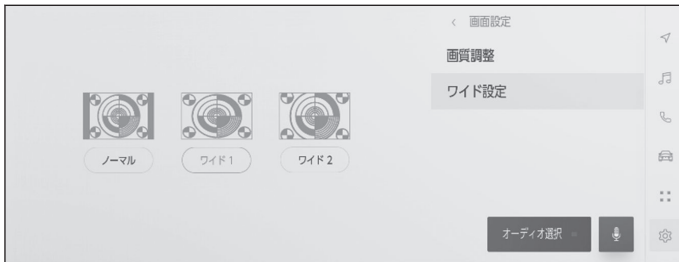 < 画面設定
画質調整
ワイド設定
ノーマル
ワイド 1
ワイド 2
オーディオ選択